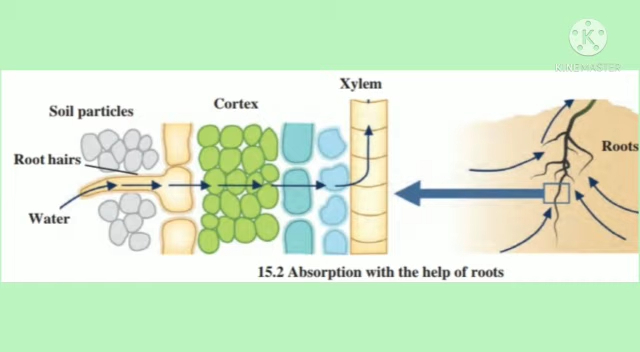 KINEMASTER
Xylem
Cortex
Soil particles
Roots
Root hairs
Water
15.2 Absorption with the help of roots